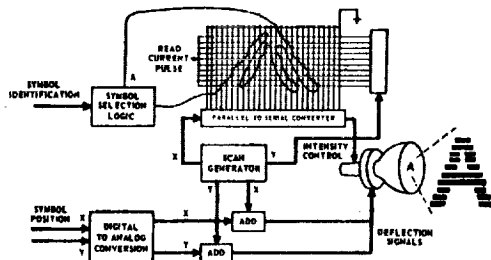 READ
CURRENT
PULSE
A
SYMBOL
IDENTIFICATION
SYMBOL
SELECTION
LOGIC
PARALLEL TO SERIAL CONVERTER
X
SCAN
GENERATOR
Y
INTENSITY
CONTROL
Y
X
A
SYMBOL
POSITION
X
Y
DIGITAL
TO ANALOG
CONVERSION
X
ADD
Y
ADD
DEFLECTION
SIGNALS